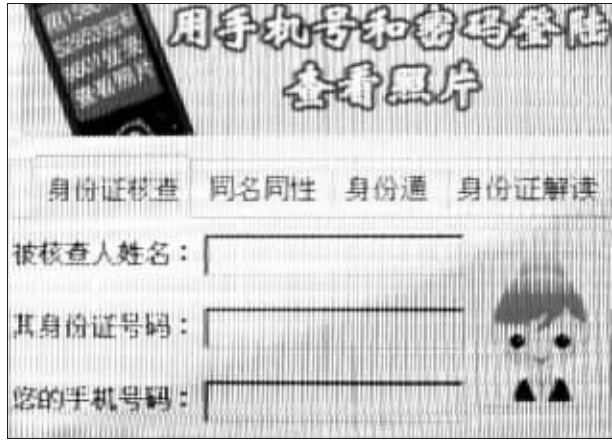 用手机号和密码登陆
查看照片
身份证核查 同名同性 身份通 身份证解读
被核查人姓名：
其身份证号码：
您的手机号码：